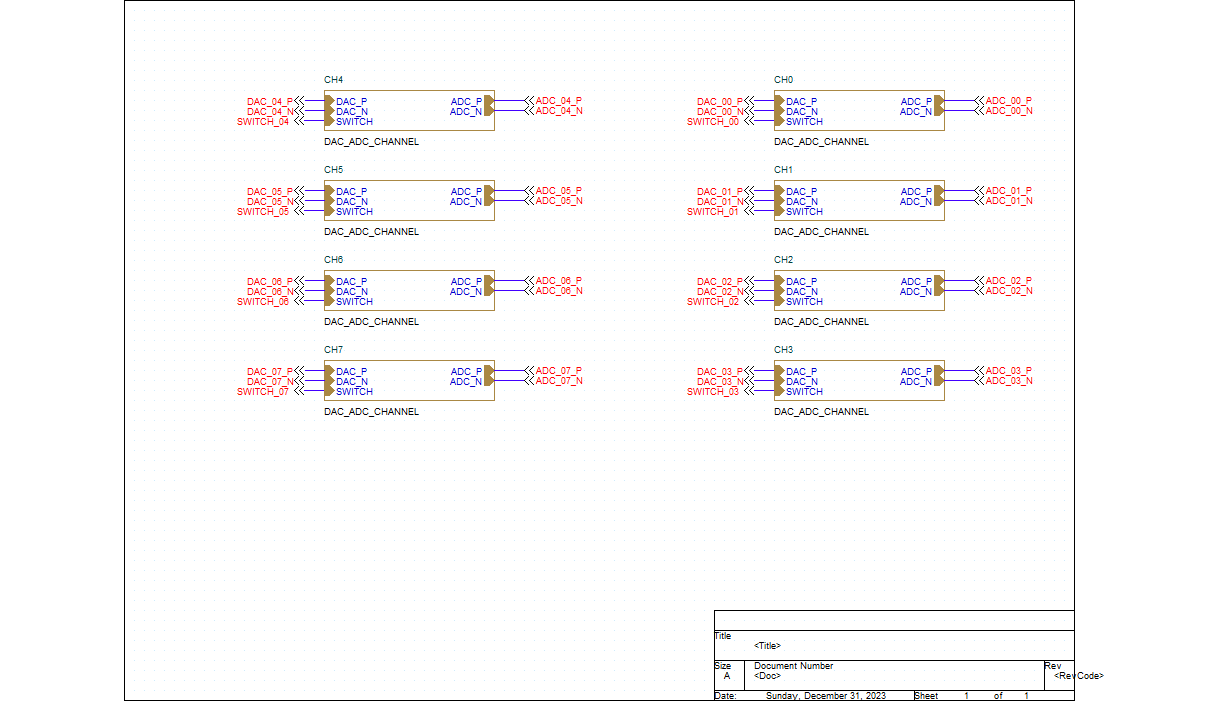 CH4
DAC_04_P DAC_P ADC_P ADC_04_P
DAC_04_N DAC_N ADC_N ADC_04_N
SWITCH_04 SWITCH
DAC_ADC_CHANNEL
CH5
DAC_05_P DAC_P ADC_P ADC_05_P
DAC_05_N DAC_N ADC_N ADC_05_N
SWITCH_05 SWITCH
DAC_ADC_CHANNEL
CH6
DAC_06_P DAC_P ADC_P ADC_06_P
DAC_06_N DAC_N ADC_N ADC_06_N
SWITCH_06 SWITCH
DAC_ADC_CHANNEL
CH7
DAC_07_P DAC_P ADC_P ADC_07_P
DAC_07_N DAC_N ADC_N ADC_07_N
SWITCH_07 SWITCH
DAC_ADC_CHANNEL
CH0
DAC_00_P DAC_P ADC_P ADC_00_P
DAC_00_N DAC_N ADC_N ADC_00_N
SWITCH_00 SWITCH
DAC_ADC_CHANNEL
CH1
DAC_01_P DAC_P ADC_P ADC_01_P
DAC_01_N DAC_N ADC_N ADC_01_N
SWITCH_01 SWITCH
DAC_ADC_CHANNEL
CH2
DAC_02_P DAC_P ADC_P ADC_02_P
DAC_02_N DAC_N ADC_N ADC_02_N
SWITCH_02 SWITCH
DAC_ADC_CHANNEL
CH3
DAC_03_P DAC_P ADC_P ADC_03_P
DAC_03_N DAC_N ADC_N ADC_03_N
SWITCH_03 SWITCH
DAC_ADC_CHANNEL
Title
<Title>
Size Document Number Rev
A <Doc> <RevCode>
Date: Sunday, December 31, 2023 Sheet 1 of 1